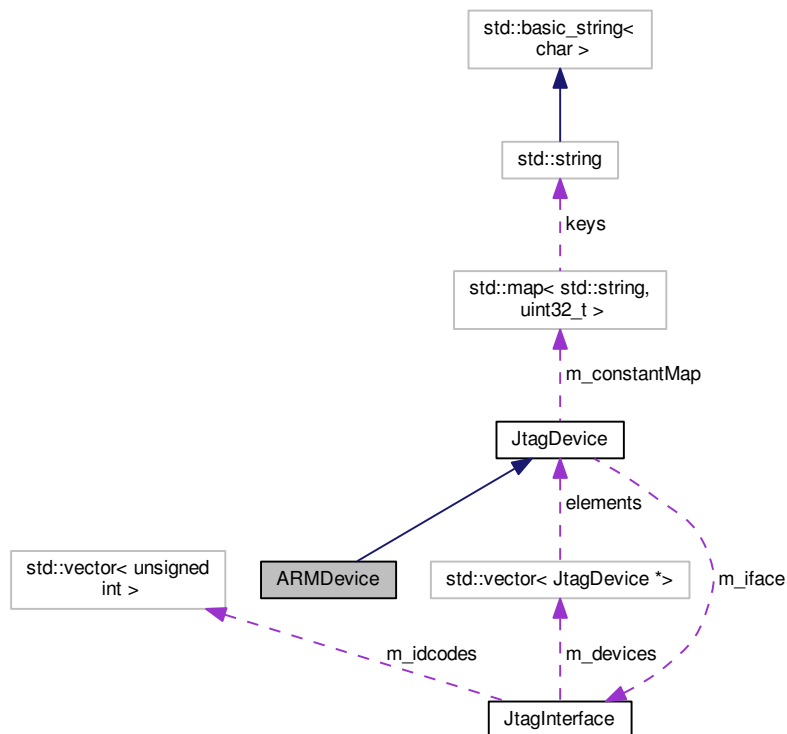 std::basic_string<
char >
std::string
keys
std::map< std::string,
uint32_t >
m_constantMap
JtagDevice
elements
std::vector< unsigned
int >
ARMDevice
std::vector< JtagDevice *>
m_iface
m_idcodes
m_devices
JtagInterface